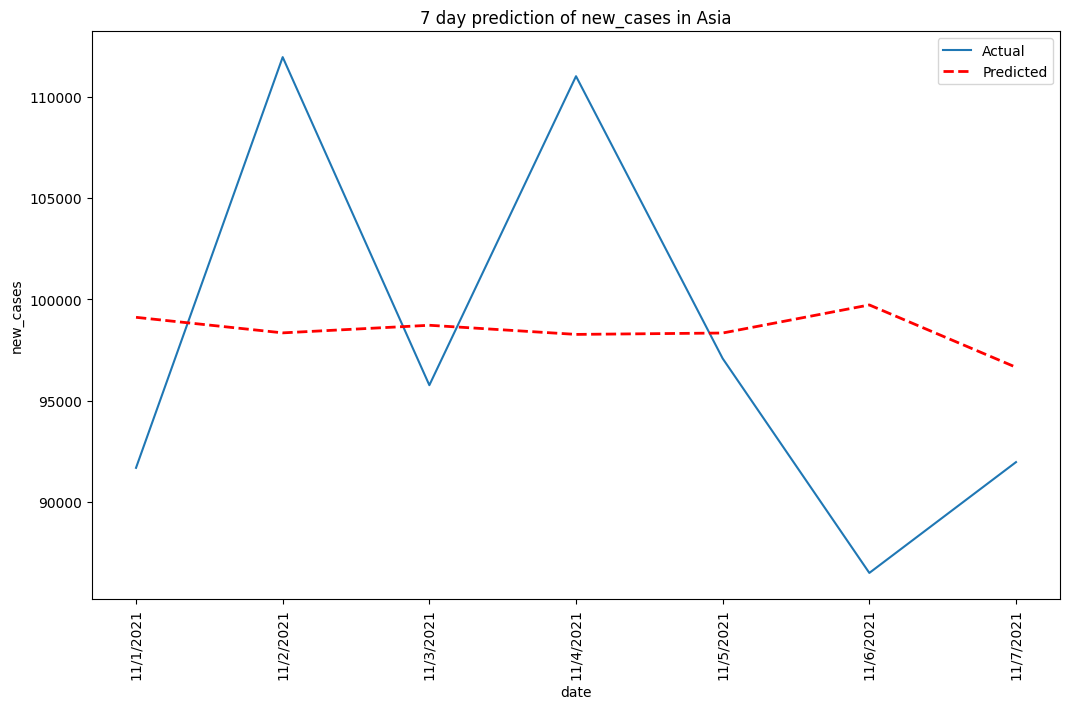 7 day prediction of new_cases in Asia
Actual
Predicted
110000
105000
100000
95000
90000
new_cases
11/1/2021
11/2/2021
11/3/2021
11/4/2021
11/5/2021
11/6/2021
11/7/2021
date